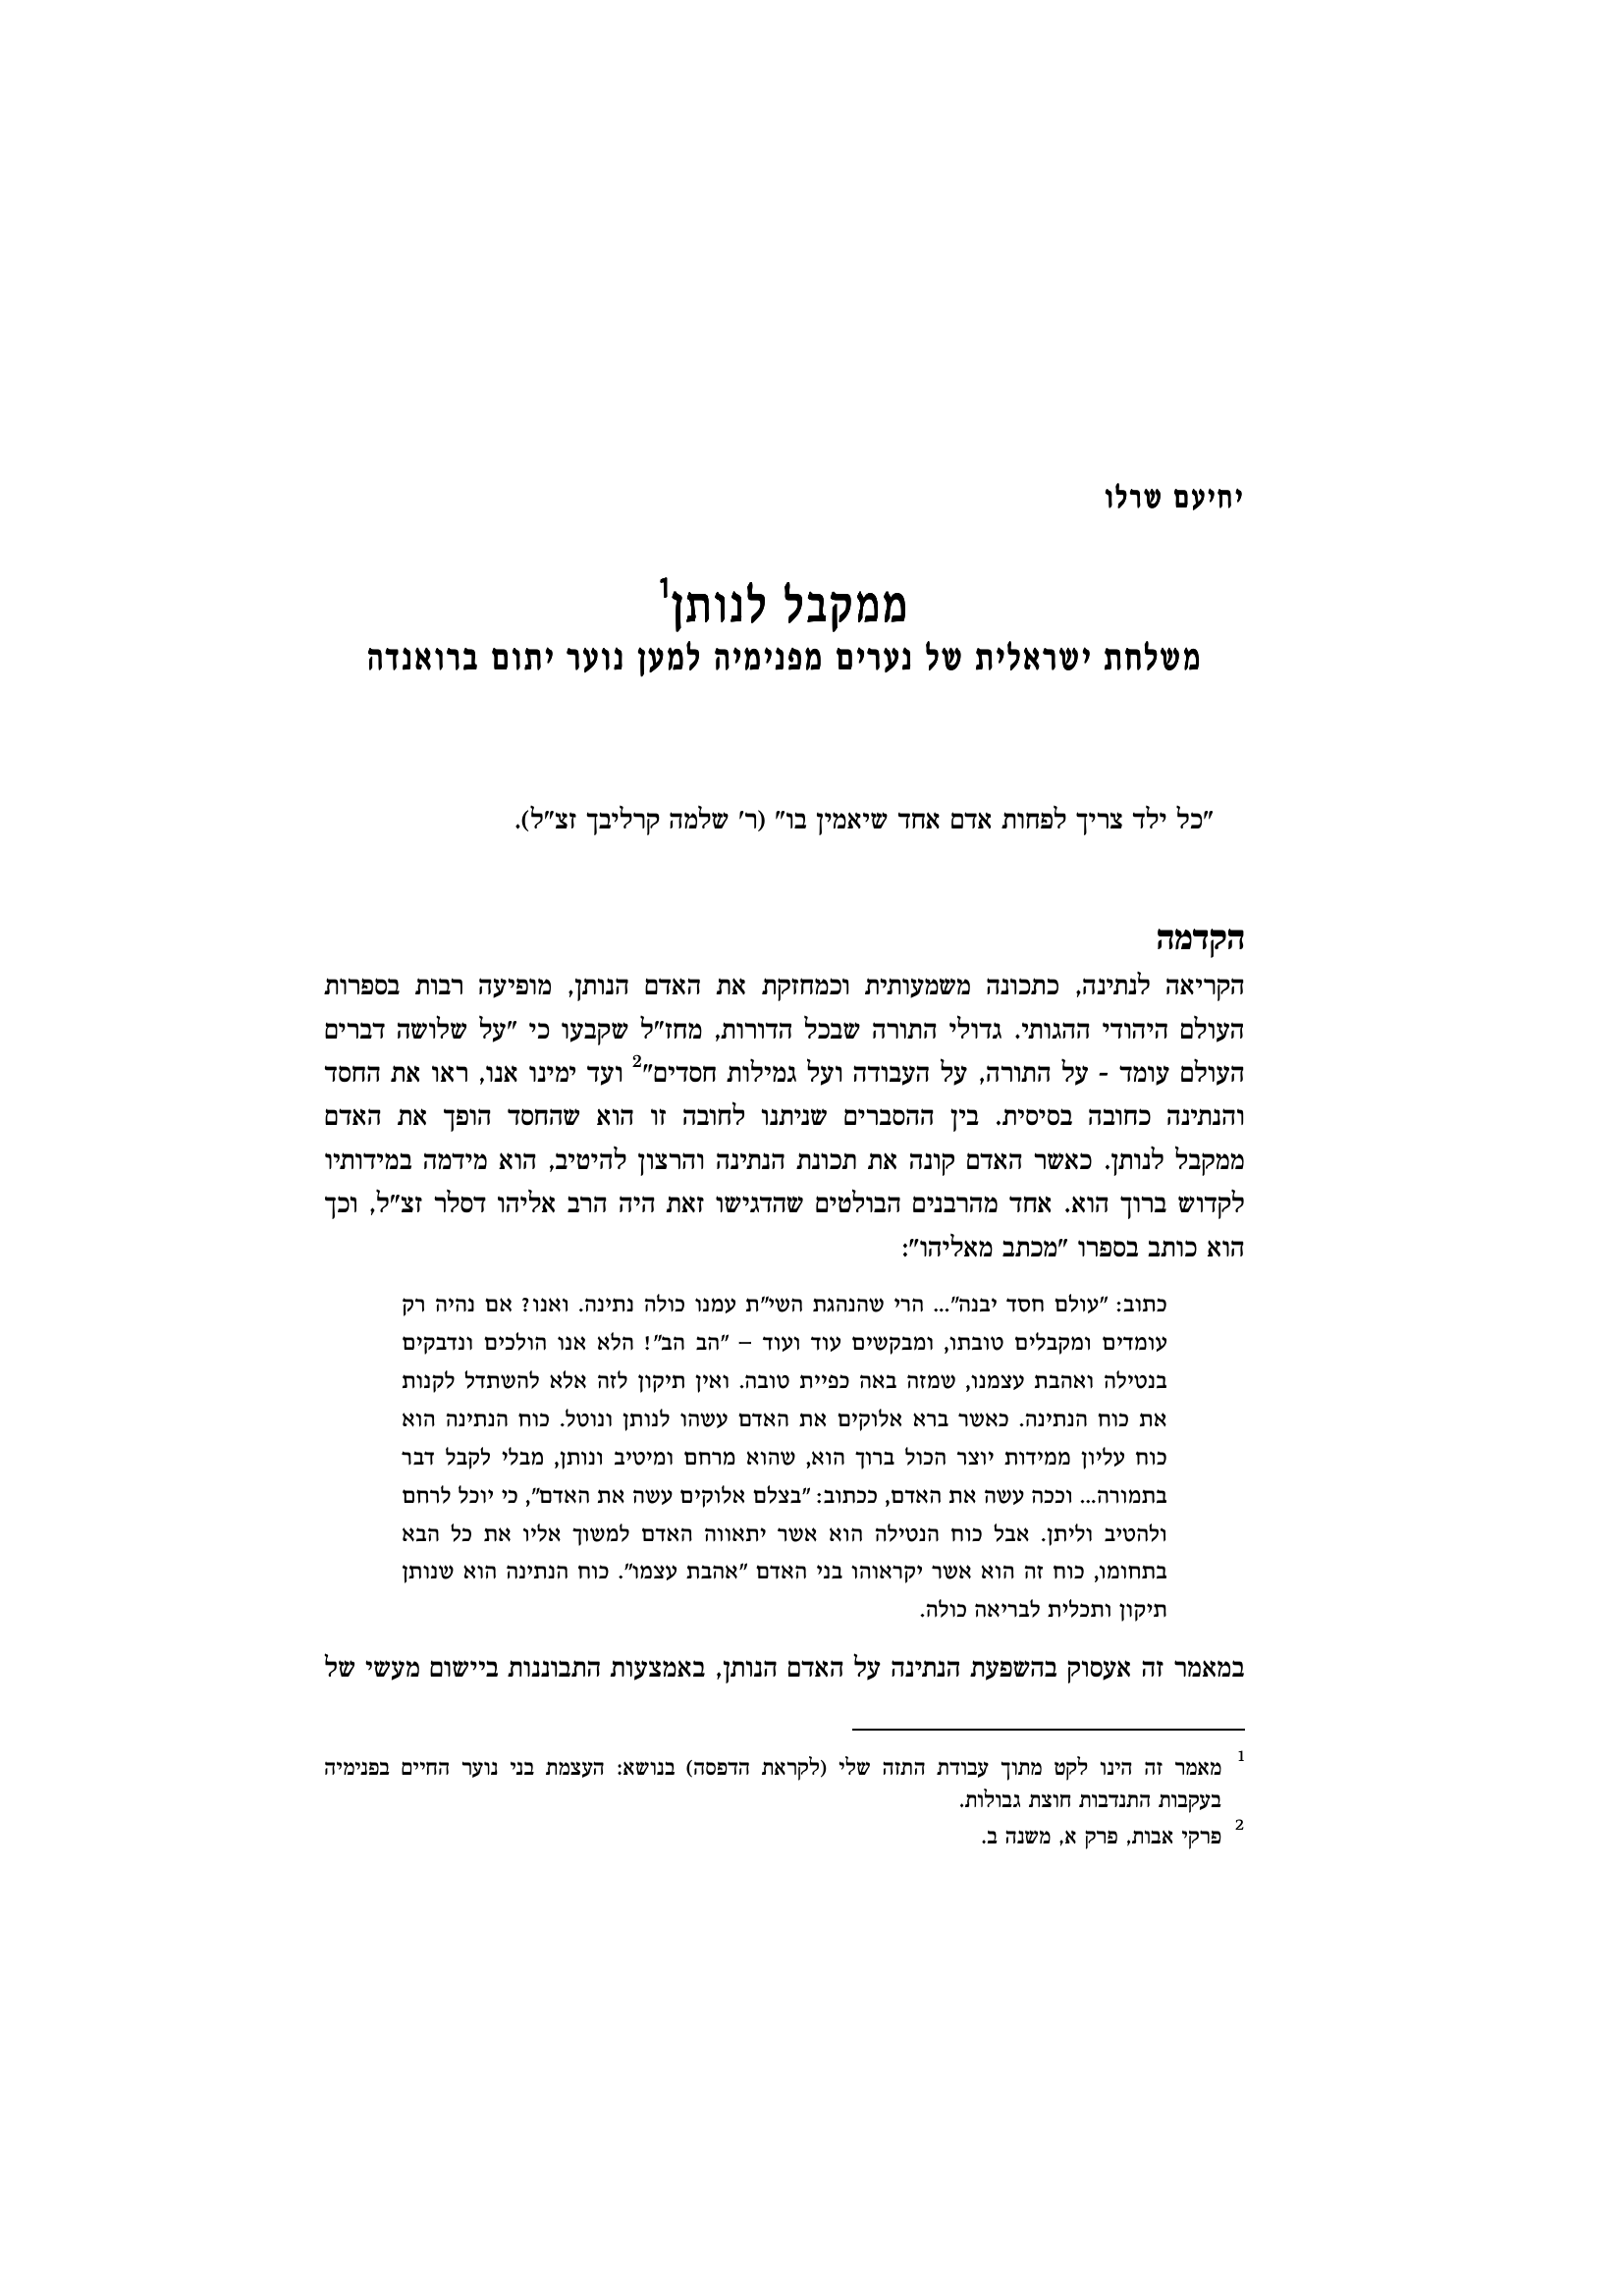 יחיעם שרלו
ממקבל לנותן1
משלחת ישראלית של נערים מפנימיה למען נוער יתום ברואנדה
"כל ילד צריך לפחות אדם אחד שיאמין בו" (ר' שלמה קרליבך זצ"ל).
הקדמה
הקריאה לנתינה, כתכונה משמעותית וכמחזקת את האדם הנותן, מופיעה רבות בספרות
העולם היהודי ההגותי. גדולי התורה שבכל הדורות, מחז"ל שקבעו כי "על שלושה דברים
העולם עומד - על התורה, על העבודה ועל גמילות חסדים"2 ועד ימינו אנו, ראו את החסד
והנתינה כחובה בסיסית. בין ההסברים שניתנו לחובה זו הוא שהחסד הופך את האדם
ממקבל לנותן. כאשר האדם קונה את תכונת הנתינה והרצון להיטיב, הוא מידמה במידותיו
לקדוש ברוך הוא. אחד מהרבנים הבולטים שהדגישו זאת היה הרב אליהו דסלר זצ"ל, וכך
הוא כותב בספרו "מכתב מאליהו":
כתוב: "עולם חסד יבנה"... הרי שהנהגת השי"ת עמנו כולה נתינה. ואנו? אם נהיה רק
עומדים ומקבלים טובתו, ומבקשים עוד ועוד – "הב הב"! הלא אנו הולכים ונדבקים
בנטילה ואהבת עצמנו, שמזה באה כפיית טובה. ואין תיקון לזה אלא להשתדל לקנות
את כוח הנתינה. כאשר ברא אלוקים את האדם עשהו לנותן ונוטל. כוח הנתינה הוא
כוח עליון ממידות יוצר הכול ברוך הוא, שהוא מרחם ומיטיב ונותן, מבלי לקבל דבר
בתמורה... וככה עשה את האדם, ככתוב: "בצלם אלוקים עשה את האדם", כי יוכל לרחם
ולהטיב וליתן. אבל כוח הנטילה הוא אשר יתאווה האדם למשוך אליו את כל הבא
בתחומו, כוח זה הוא אשר יקראוהו בני האדם "אהבת עצמו". כוח הנתינה הוא שנותן
תיקון ותכלית לבריאה כולה.
במאמר זה אעסוק בהשפעת הנתינה על האדם הנותן, באמצעות התבוננות ביישום מעשי של
1 מאמר זה הינו לקט מתוך עבודת התזה שלי (לקראת הדפסה) בנושא: העצמת בני נוער החיים בפנימיה
בעקבות התנדבות חוצת גבולות.
2 פרקי אבות, פרק א, משנה ב.